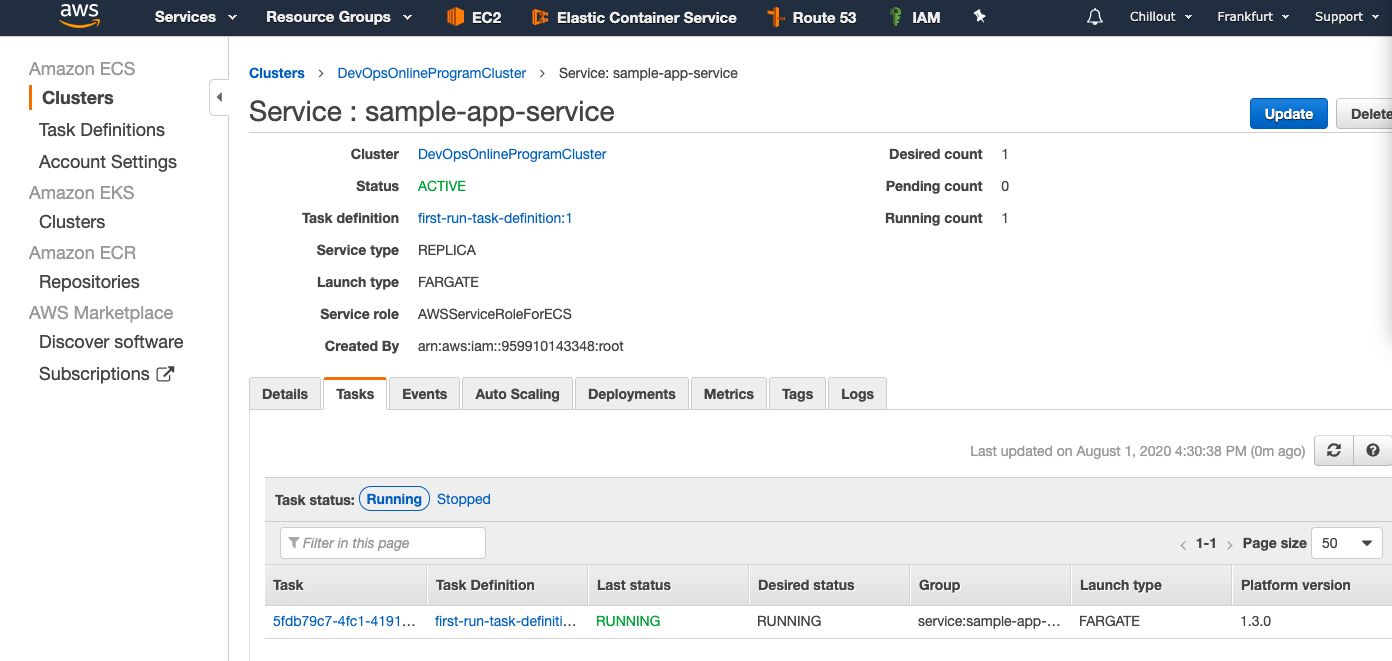 aws Services Resource Groups EC2 Elastic Container Service Route 53 IAM Chillout Frankfurt Support
Amazon ECS
Clusters
Task Definitions
Account Settings
Amazon EKS
Clusters
Amazon ECR
Repositories
AWS Marketplace
Discover software
Subscriptions
Clusters > DevOpsOnlineProgramCluster > Service: sample-app-service
Service : sample-app-service
Update Delete
Cluster DevOpsOnlineProgramCluster
Status ACTIVE
Task definition first-run-task-definition:1
Service type REPLICA
Launch type FARGATE
Service role AWSServiceRoleForECS
Created By arn:aws:iam::959910143348:root
Desired count 1
Pending count 0
Running count 1
Details Tasks Events Auto Scaling Deployments Metrics Tags Logs
Last updated on August 1, 2020 4:30:38 PM (0m ago)
Task status: Running Stopped
Filter in this page
< 1-1 > Page size 50
Task Task Definition Last status Desired status Group Launch type Platform version
5fdb79c7-4fc1-4191... first-run-task-definiti... RUNNING RUNNING service:sample-app-... FARGATE 1.3.0